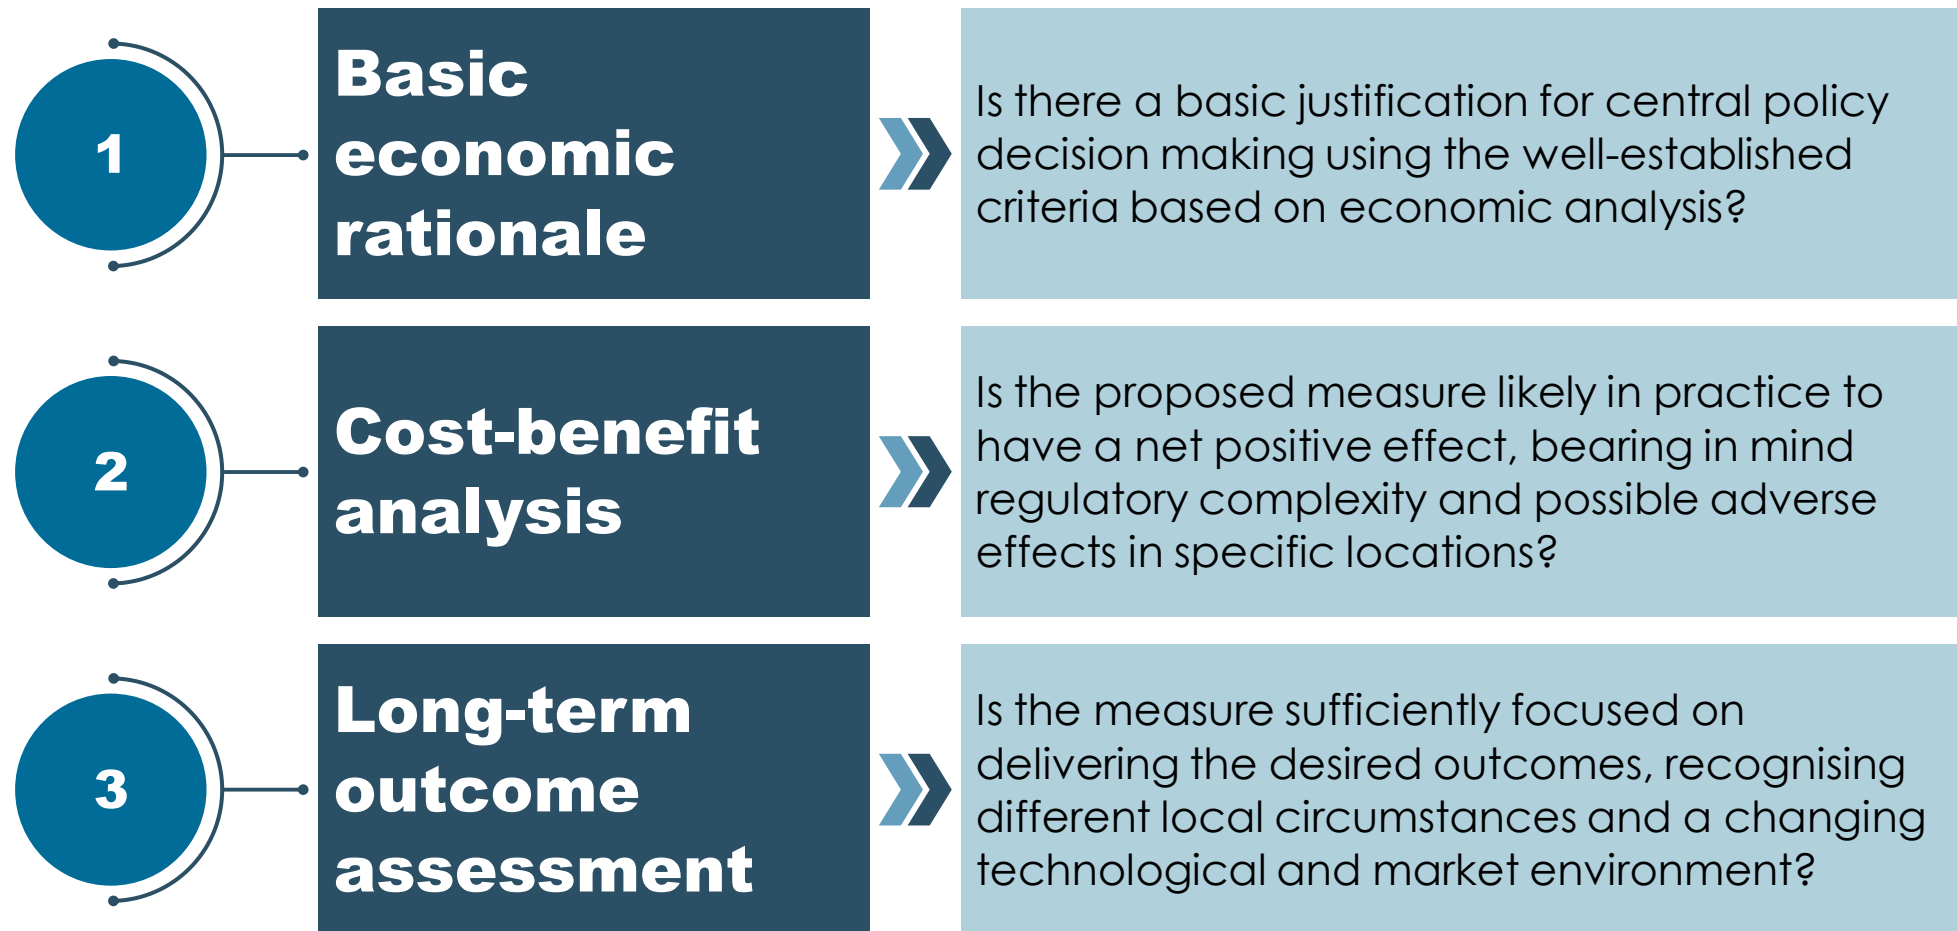 1
Basic
economic
rationale
Is there a basic justification for central policy
decision making using the well-established
criteria based on economic analysis?
2
Cost-benefit
analysis
Is the proposed measure likely in practice to
have a net positive effect, bearing in mind
regulatory complexity and possible adverse
effects in specific locations?
3
Long-term
outcome
assessment
Is the measure sufficiently focused on
delivering the desired outcomes, recognising
different local circumstances and a changing
technological and market environment?